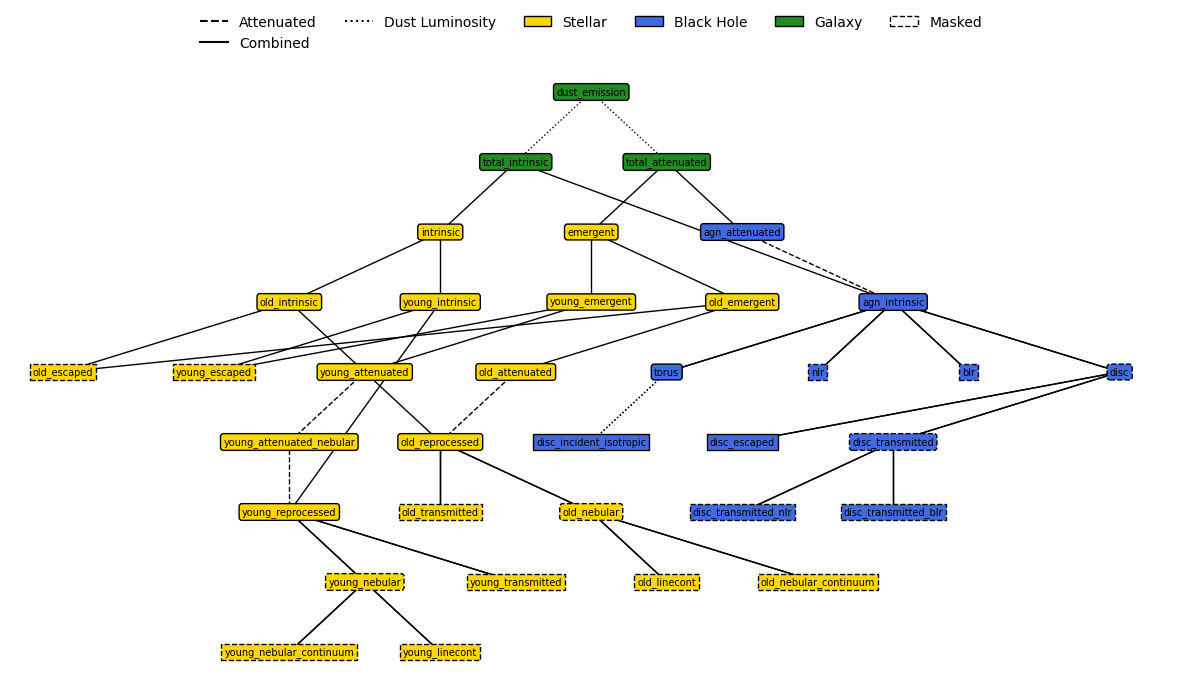 Attenuated
Dust Luminosity
Stellar
Black Hole
Galaxy
Masked
Combined
dust_emission
total_intrinsic
total_attenuated
intrinsic
emergent
agn_attenuated
old_intrinsic
young_intrinsic
young_emergent
old_emergent
agn_intrinsic
old_escaped
young_escaped
young_attenuated
old_attenuated
torus
nlr
blr
disc
young_attenuated_nebular
old_reprocessed
disc_incident_isotropic
disc_escaped
disc_transmitted
young_reprocessed
old_transmitted
old_nebular
disc_transmitted_nlr
disc_transmitted_blr
young_nebular
young_transmitted
old_linecont
old_nebular_continuum
young_nebular_continuum
young_linecont